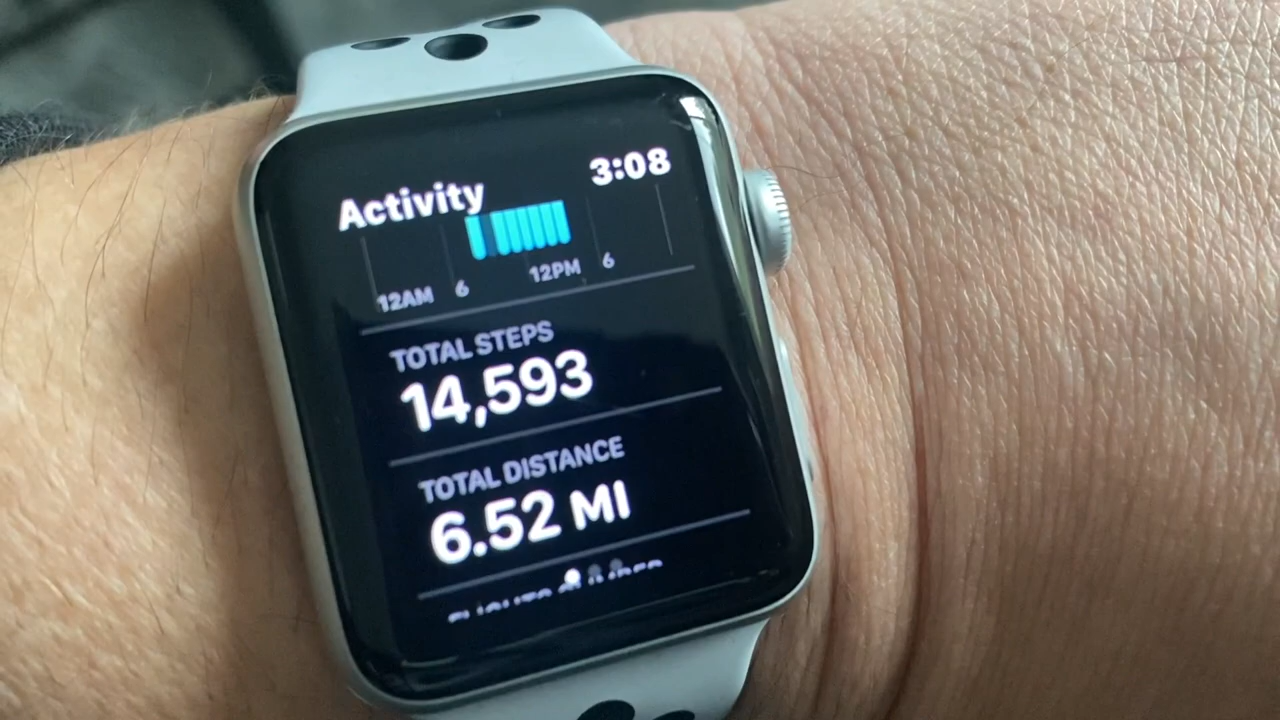 3:08
Activity
12AM 6 12PM 6
TOTAL STEPS
14,593
TOTAL DISTANCE
6.52 MI